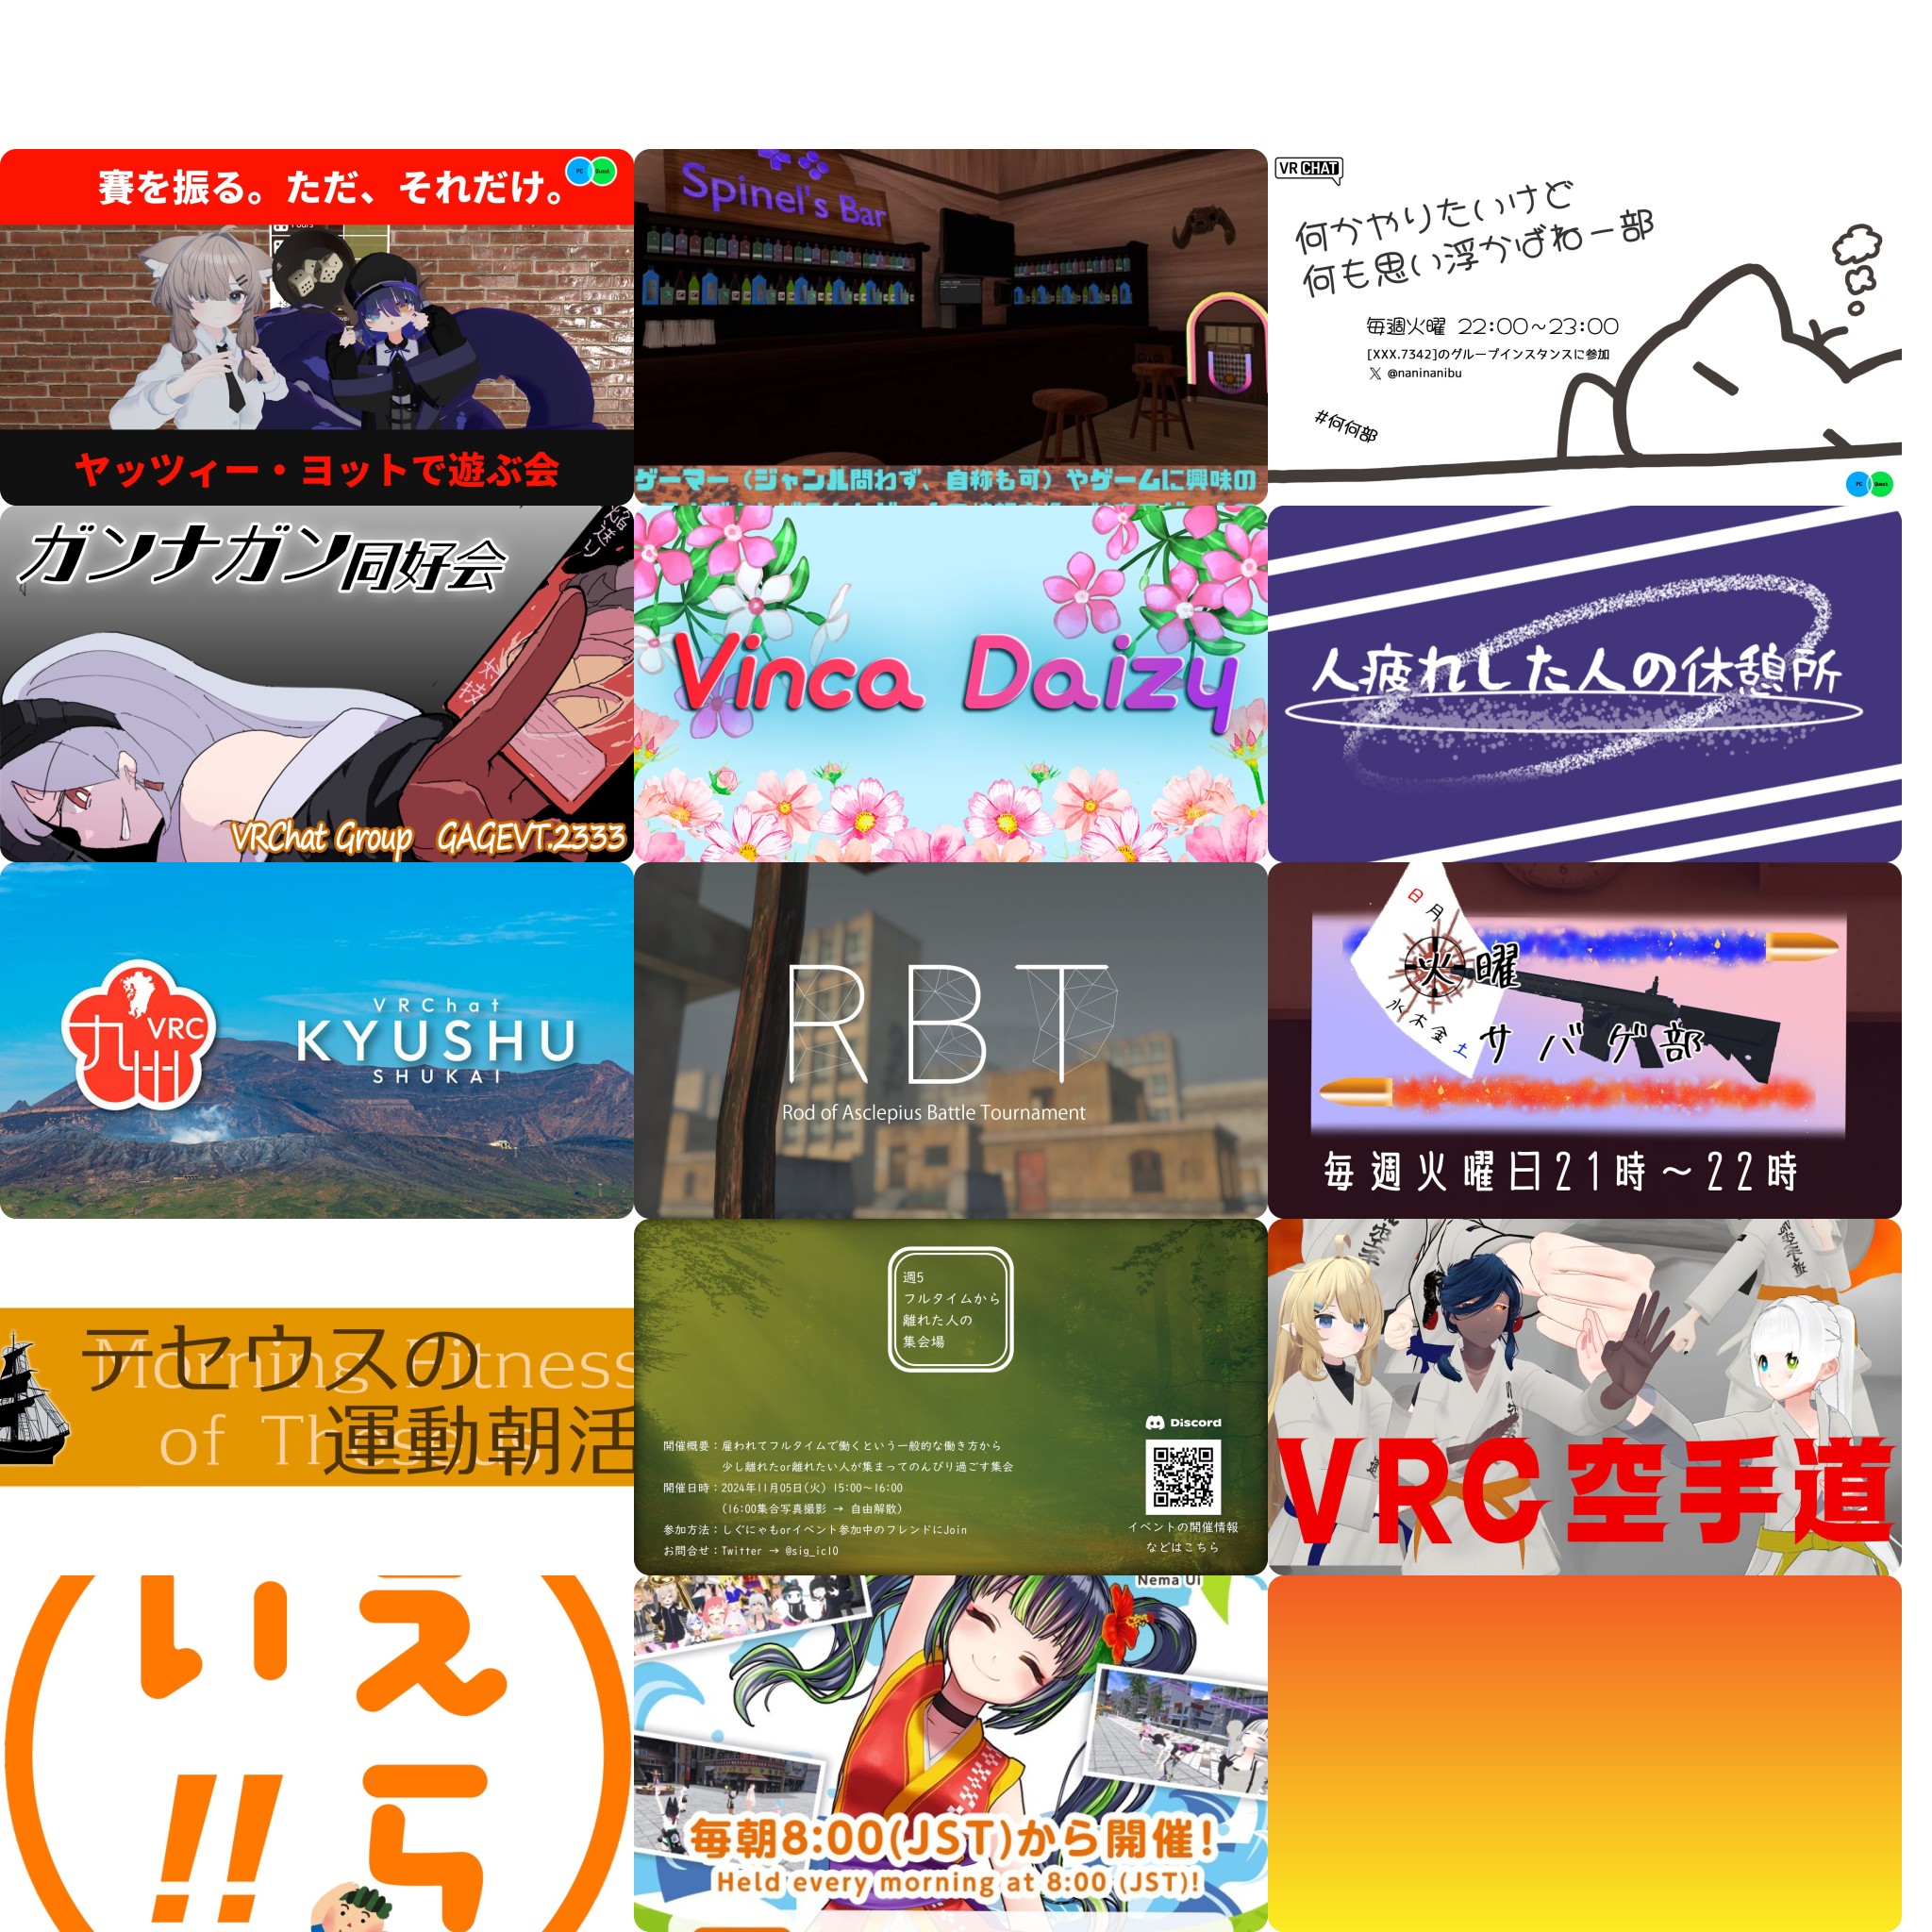 賽を振る。ただ、それだけ。
PC Quest
ヤッツィー・ヨットで遊ぶ会
Spinel's Bar
ゲーマー（ジャンル問わず、自称も可）やゲームに興味の
VRCHAT
何かやりたいけど
何も思い浮かばねー部
毎週火曜 22:00～23:00
[XXX.7342]のグループインスタンスに参加
X @naninanibu
#何何部
PC Quest
ガンナガン同好会
VRChat Group GAGEVT.2333
Vinca Daizy
人疲れした人の休憩所
九州 VRC
VRChat
KYUSHU
SHUKAI
RBT
Rod of Asclepius Battle Tournament
日月火曜
水木金土
サバゲ部
毎週火曜日21時～22時
テセウスの
運動朝活
Morning Fitness
of Theseus
週5
フルタイムから
離れた人の
集会場
開催概要：雇われてフルタイムで働くという一般的な働き方から
少し離れたor離れたい人が集まってのんびり過ごす集会
開催日時：2024年11月05日(火) 15:00～16:00
(16:00集合写真撮影 → 自由解散)
参加方法：しぐにゃもorイベント参加中のフレンドにJoin
お問合せ：Twitter → @sig_icl0
Discord
イベントの開催情報
などはこちら
VRC空手道
えら
い!!
Nema Ui
毎朝8:00(JST)から開催!
Held every morning at 8:00 (JST)!